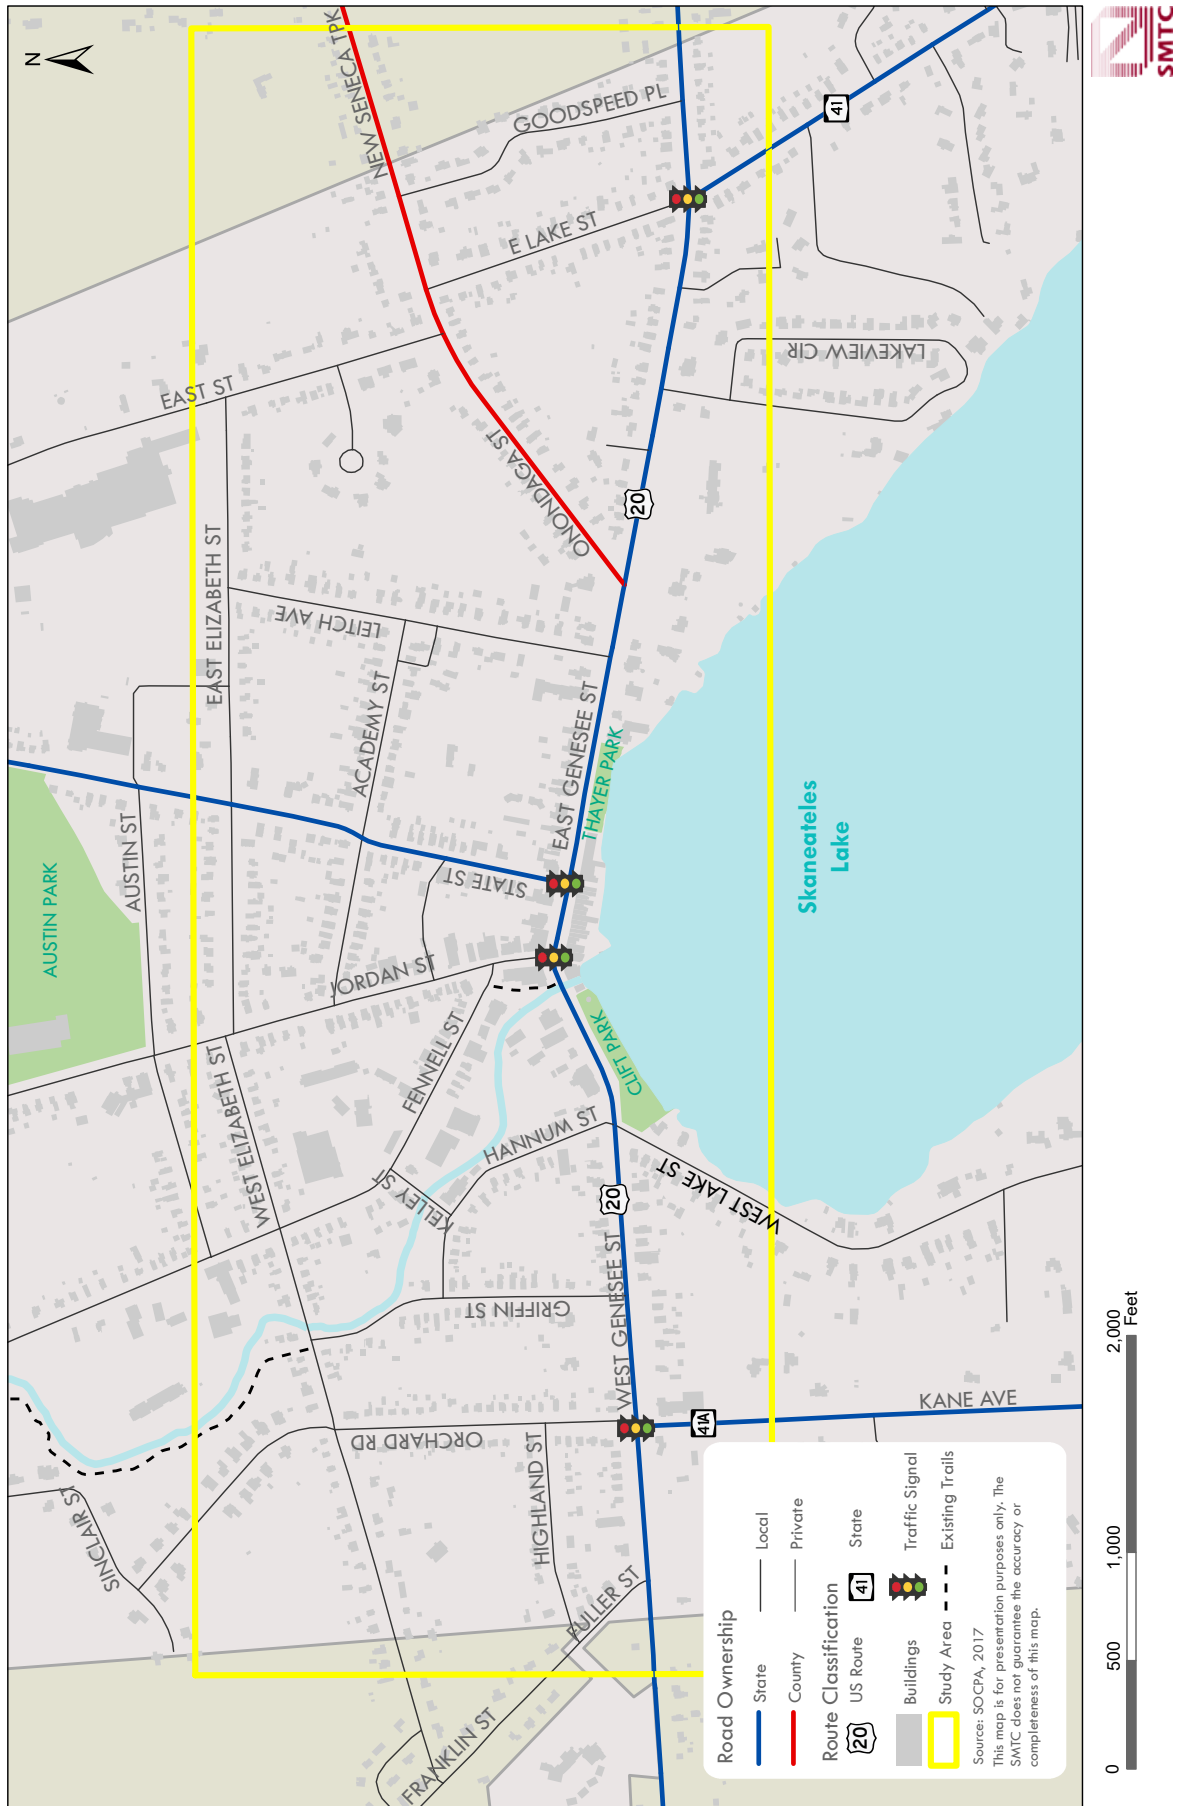 N
NEW SENECA TPK
GOODSPEED PL
41
E LAKE ST
EAST ST
LAKEVIEW CIR
ONONDAGA ST
20
EAST ELIZABETH ST
LEITCH AVE
ACADEMY ST
EAST GENESEE ST
THAYER PARK
AUSTIN PARK
AUSTIN ST
STATE ST
Skaneateles
Lake
JORDAN ST
FENNELL ST
CLIFT PARK
WEST ELIZABETH ST
HANNUM ST
KELLEY ST
WEST LAKE ST
20
GRIFFIN ST
WEST GENESEE ST
ORCHARD RD
41A
KANE AVE
HIGHLAND ST
SINCLAIR ST
FULLER ST
FRANKLIN ST
Road Ownership
State
Local
County
Private
Route Classification
20
US Route
41
State
Buildings
Traffic Signal
Study Area
Existing Trails
Source: SOCPA, 2017
This map is for presentation purposes only. The
SMTC does not guarantee the accuracy or
completeness of this map.
0
500
1,000
2,000
Feet
SMTC